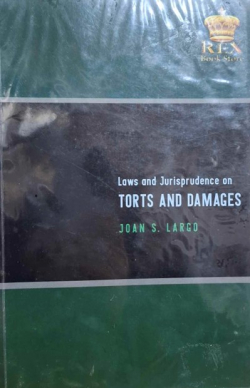 REX
Book Store
Laws and Jurisprudence on
TORTS AND DAMAGES
JOAN S. LARGO